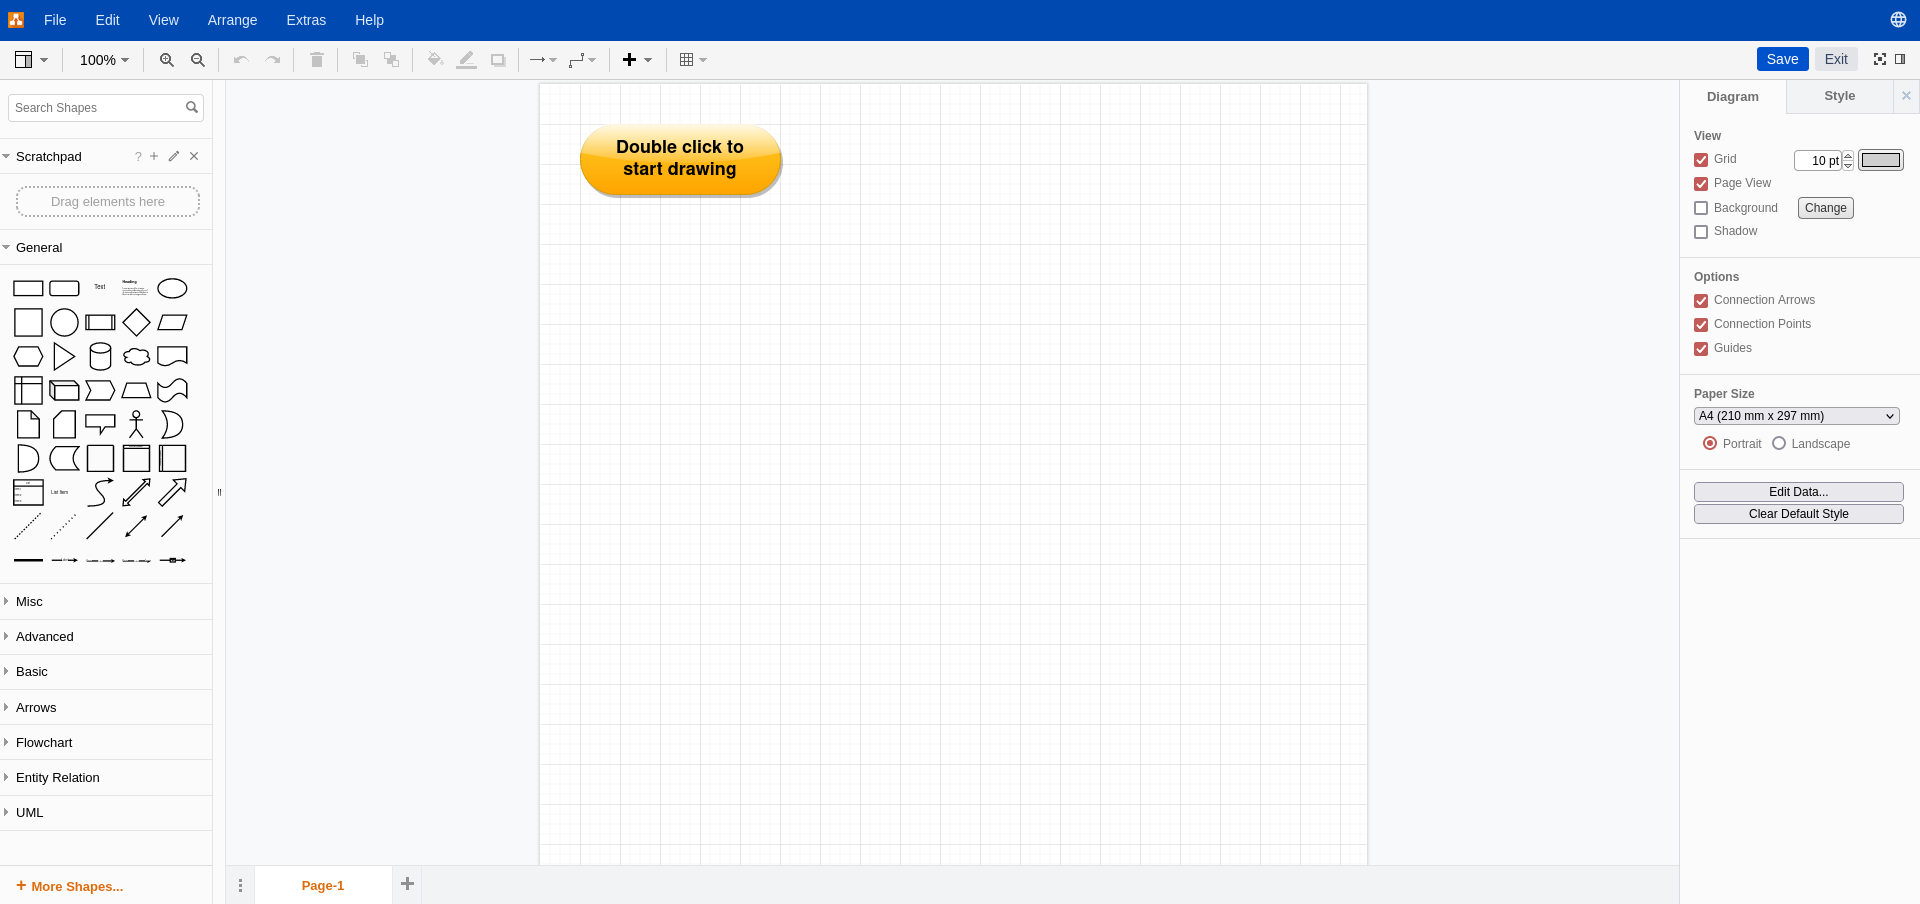 File Edit View Arrange Extras Help
100%
Save Exit
Search Shapes
Scratchpad ?
Drag elements here
General
Text
Heading
List Item
Misc
Advanced
Basic
Arrows
Flowchart
Entity Relation
UML
+ More Shapes...
Double click to
start drawing
Page-1
Diagram Style
View
Grid 10 pt
Page View
Background Change
Shadow
Options
Connection Arrows
Connection Points
Guides
Paper Size
A4 (210 mm x 297 mm)
Portrait Landscape
Edit Data...
Clear Default Style